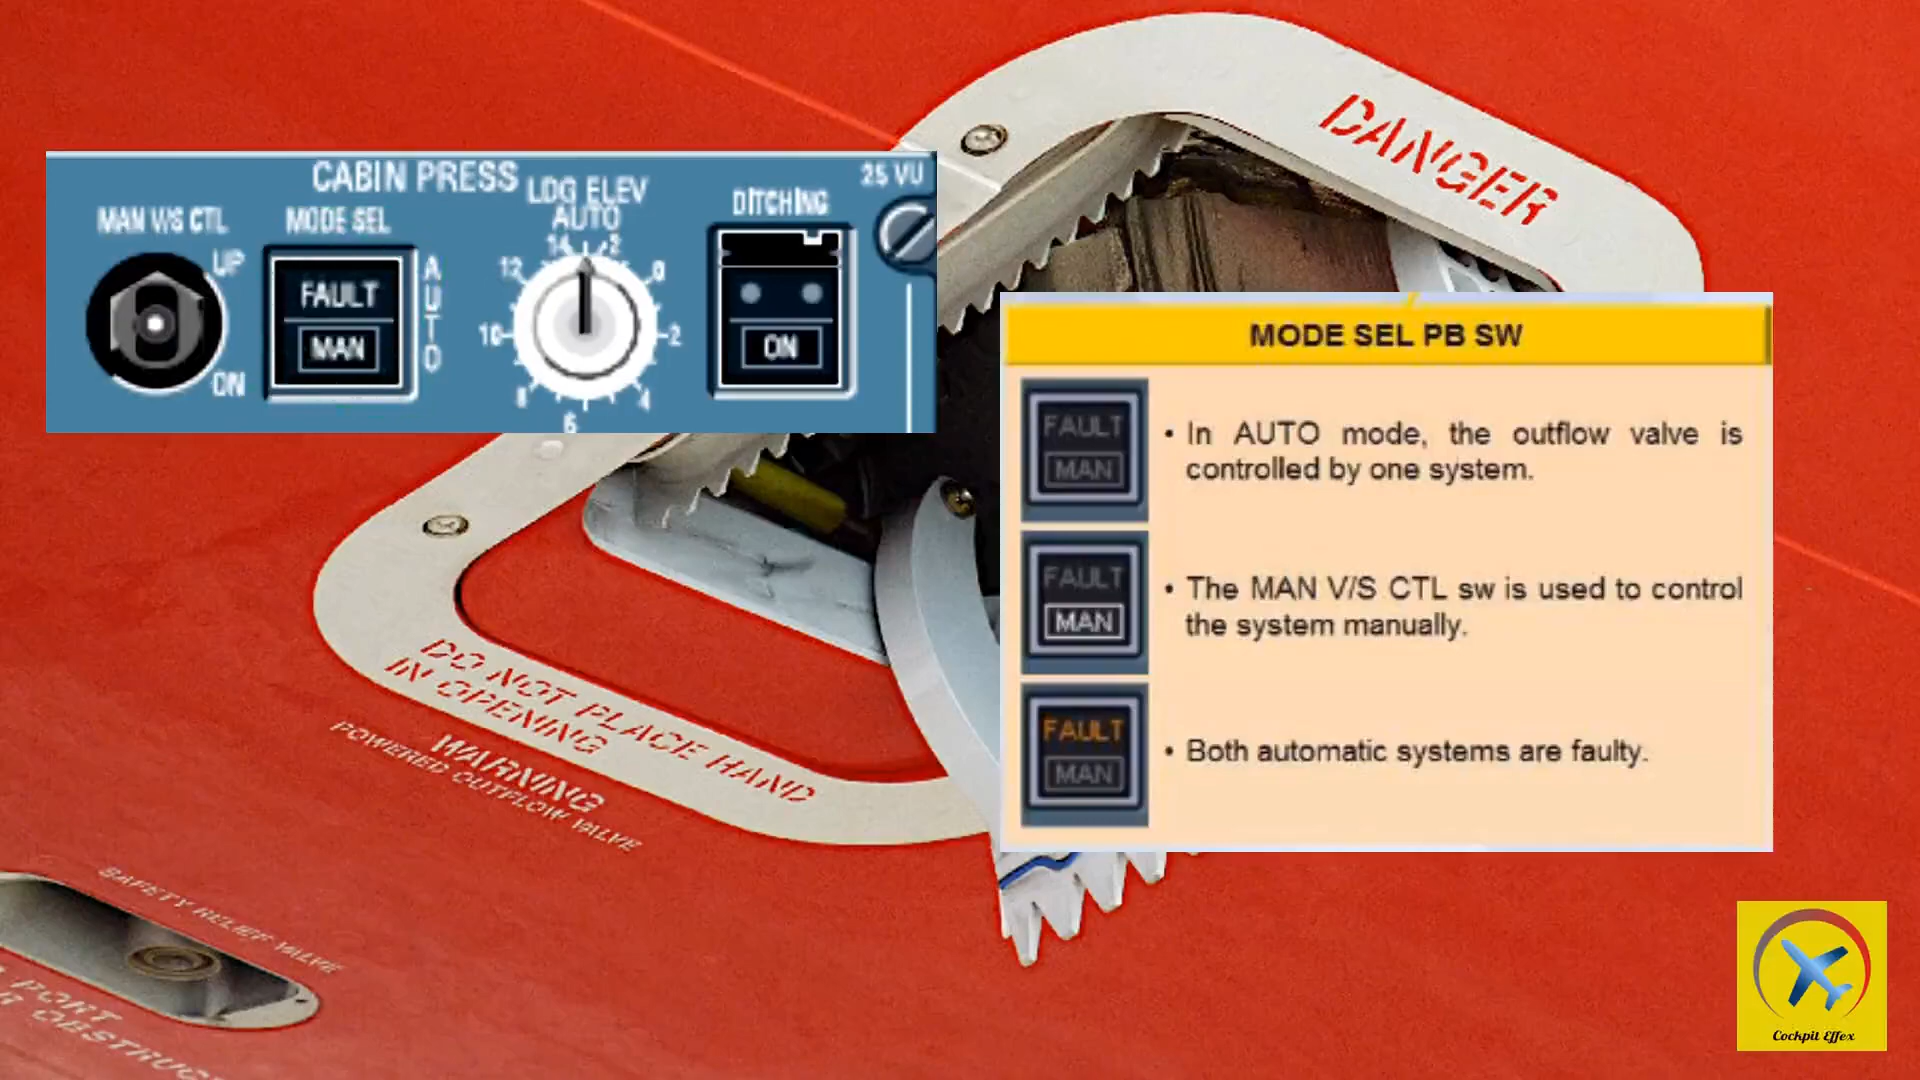 CABIN PRESS
25 VU
MAN V/S CTL
MODE SEL
LDG ELEV
AUTO
DITCHING
UP
ON
FAULT
MAN
AUTO
14
-2
12
0
10
2
8
4
6
ON
MODE SEL PB SW
FAULT
MAN
• In AUTO mode, the outflow valve is
controlled by one system.
FAULT
MAN
• The MAN V/S CTL sw is used to control
the system manually.
FAULT
MAN
• Both automatic systems are faulty.
DANGER
DO NOT PLACE HAND
IN OPENING
WARNING
POWERED OUTFLOW VALVE
SAFETY RELIEF VALVE
PORT
Cockpit Effex